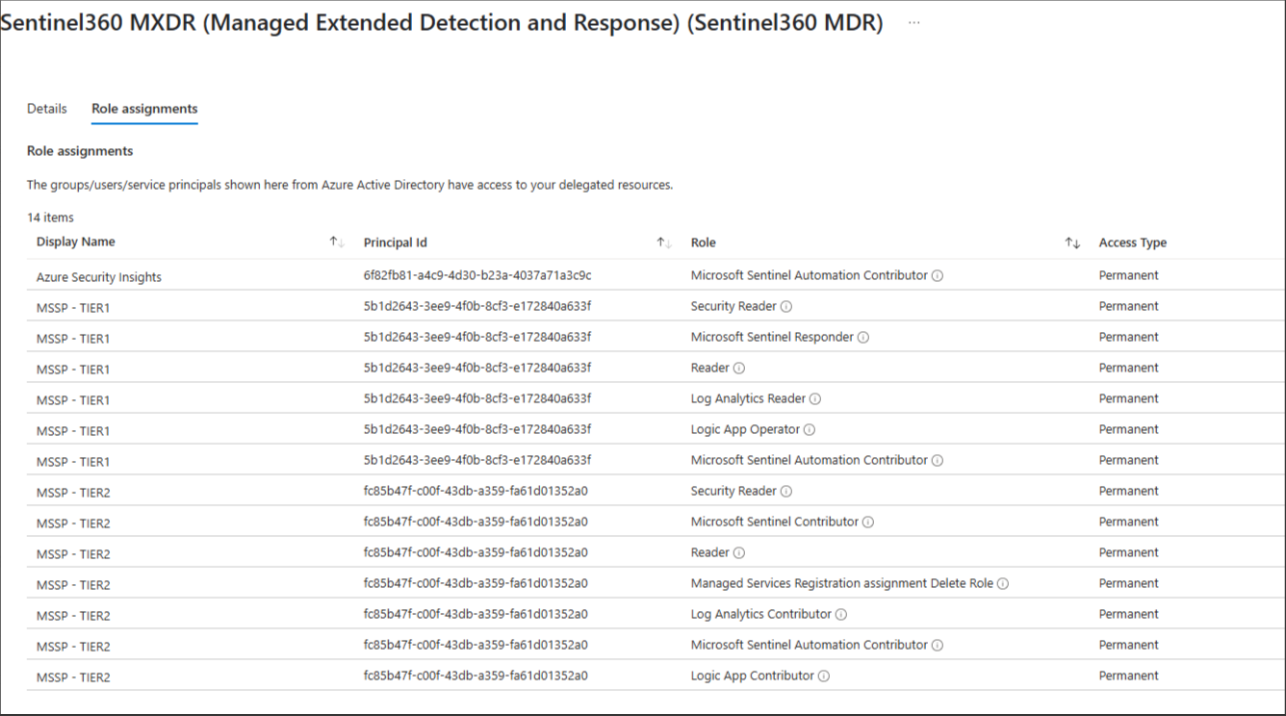 Sentinel360 MXDR (Managed Extended Detection and Response) (Sentinel360 MDR) ...
Details Role assignments
Role assignments
The groups/users/service principals shown here from Azure Active Directory have access to your delegated resources.
14 items
Display Name Principal Id Role Access Type
Azure Security Insights 6f82fb81-a4c9-4d30-b23a-4037a71a3c9c Microsoft Sentinel Automation Contributor Permanent
MSSP - TIER1 5b1d2643-3ee9-4f0b-8cf3-e172840a633f Security Reader Permanent
MSSP - TIER1 5b1d2643-3ee9-4f0b-8cf3-e172840a633f Microsoft Sentinel Responder Permanent
MSSP - TIER1 5b1d2643-3ee9-4f0b-8cf3-e172840a633f Reader Permanent
MSSP - TIER1 5b1d2643-3ee9-4f0b-8cf3-e172840a633f Log Analytics Reader Permanent
MSSP - TIER1 5b1d2643-3ee9-4f0b-8cf3-e172840a633f Logic App Operator Permanent
MSSP - TIER1 5b1d2643-3ee9-4f0b-8cf3-e172840a633f Microsoft Sentinel Automation Contributor Permanent
MSSP - TIER2 fc85b47f-c00f-43db-a359-fa61d01352a0 Security Reader Permanent
MSSP - TIER2 fc85b47f-c00f-43db-a359-fa61d01352a0 Microsoft Sentinel Contributor Permanent
MSSP - TIER2 fc85b47f-c00f-43db-a359-fa61d01352a0 Reader Permanent
MSSP - TIER2 fc85b47f-c00f-43db-a359-fa61d01352a0 Managed Services Registration assignment Delete Role Permanent
MSSP - TIER2 fc85b47f-c00f-43db-a359-fa61d01352a0 Log Analytics Contributor Permanent
MSSP - TIER2 fc85b47f-c00f-43db-a359-fa61d01352a0 Microsoft Sentinel Automation Contributor Permanent
MSSP - TIER2 fc85b47f-c00f-43db-a359-fa61d01352a0 Logic App Contributor Permanent